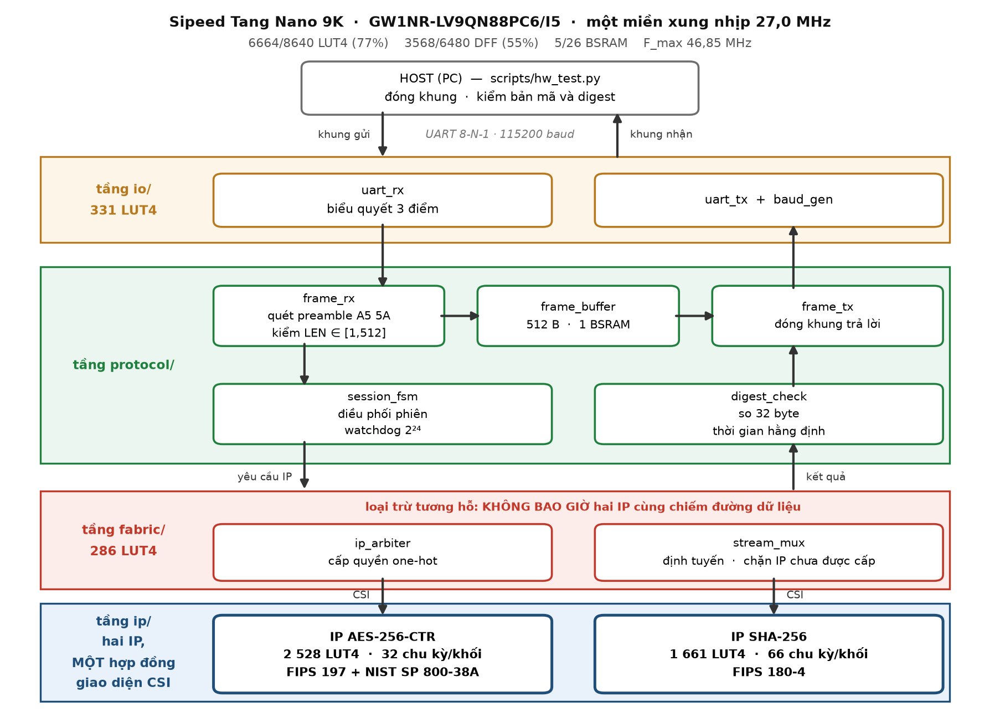 Sipeed Tang Nano 9K · GW1NR-LV9QN88PC6/I5 · một miền xung nhịp 27,0 MHz
6664/8640 LUT4 (77%) 3568/6480 DFF (55%) 5/26 BSRAM F_max 46,85 MHz
HOST (PC) — scripts/hw_test.py
đóng khung · kiểm bản mã và digest
khung gửi
UART 8-N-1 · 115200 baud
khung nhận
tầng io/
331 LUT4
uart_rx
biểu quyết 3 điểm
uart_tx + baud_gen
tầng protocol/
frame_rx
quét preamble A5 5A
kiểm LEN ∈ [1,512]
frame_buffer
512 B · 1 BSRAM
frame_tx
đóng khung trả lời
session_fsm
điều phối phiên
watchdog 2²⁴
digest_check
so 32 byte
thời gian hằng định
yêu cầu IP
kết quả
loại trừ tương hỗ: KHÔNG BAO GIỜ hai IP cùng chiếm đường dữ liệu
tầng fabric/
286 LUT4
ip_arbiter
cấp quyền one-hot
stream_mux
định tuyến · chặn IP chưa được cấp
CSI
CSI
tầng ip/
hai IP,
MỘT hợp đồng
giao diện CSI
IP AES-256-CTR
2 528 LUT4 · 32 chu kỳ/khối
FIPS 197 + NIST SP 800-38A
IP SHA-256
1 661 LUT4 · 66 chu kỳ/khối
FIPS 180-4